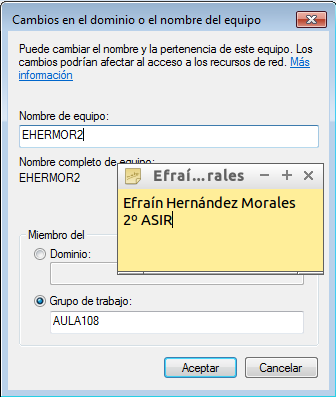 Cambios en el dominio o el nombre del equipo
Puede cambiar el nombre y la pertenencia de este equipo. Los
cambios podrían afectar al acceso a los recursos de red. Más
información
Nombre de equipo:
EHERMOR2
Nombre completo de equipo:
EHERMOR2
Efraí...rales
Efraín Hernández Morales
2º ASIR
Miembro del
Dominio:
Grupo de trabajo:
AULA108
Aceptar
Cancelar